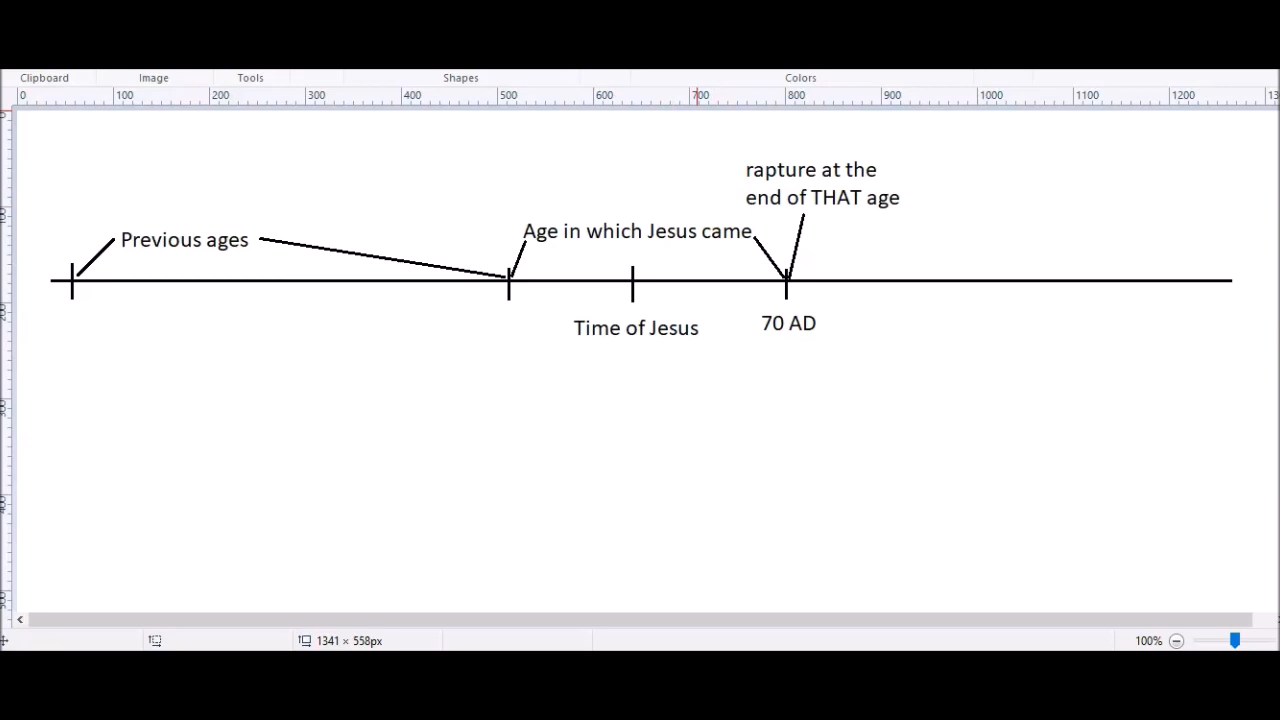 Clipboard Image Tools Shapes Colors
0 100 200 300 400 500 600 700 800 900 1000 1100 1200
rapture at the
end of THAT age
Age in which Jesus came
Previous ages
Time of Jesus
70 AD
1341 × 558px
100%